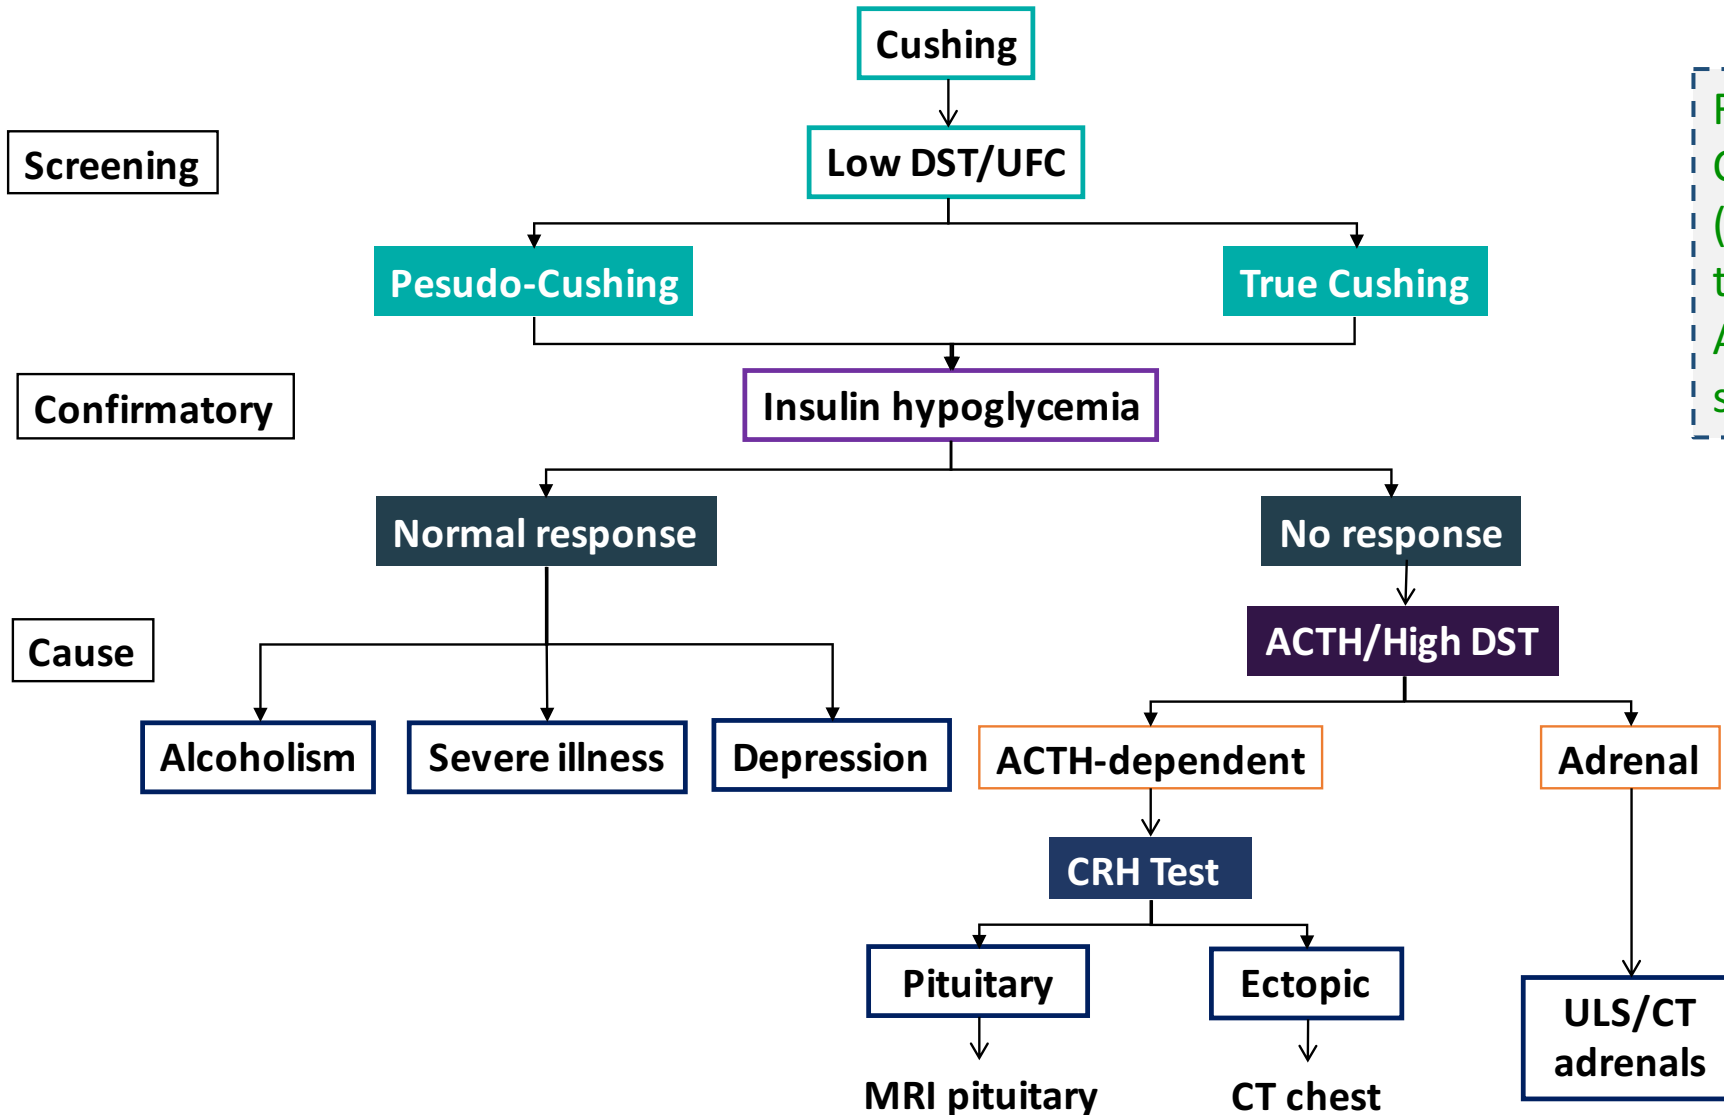 Cushing
Screening
Low DST/UFC
Pesudo-Cushing
True Cushing
Confirmatory
Insulin hypoglycemia
Normal response
No response
Cause
ACTH/High DST
Alcoholism
Severe illness
Depression
ACTH-dependent
Adrenal
CRH Test
Pituitary
Ectopic
ULS/CT
adrenals
MRI pituitary
CT chest